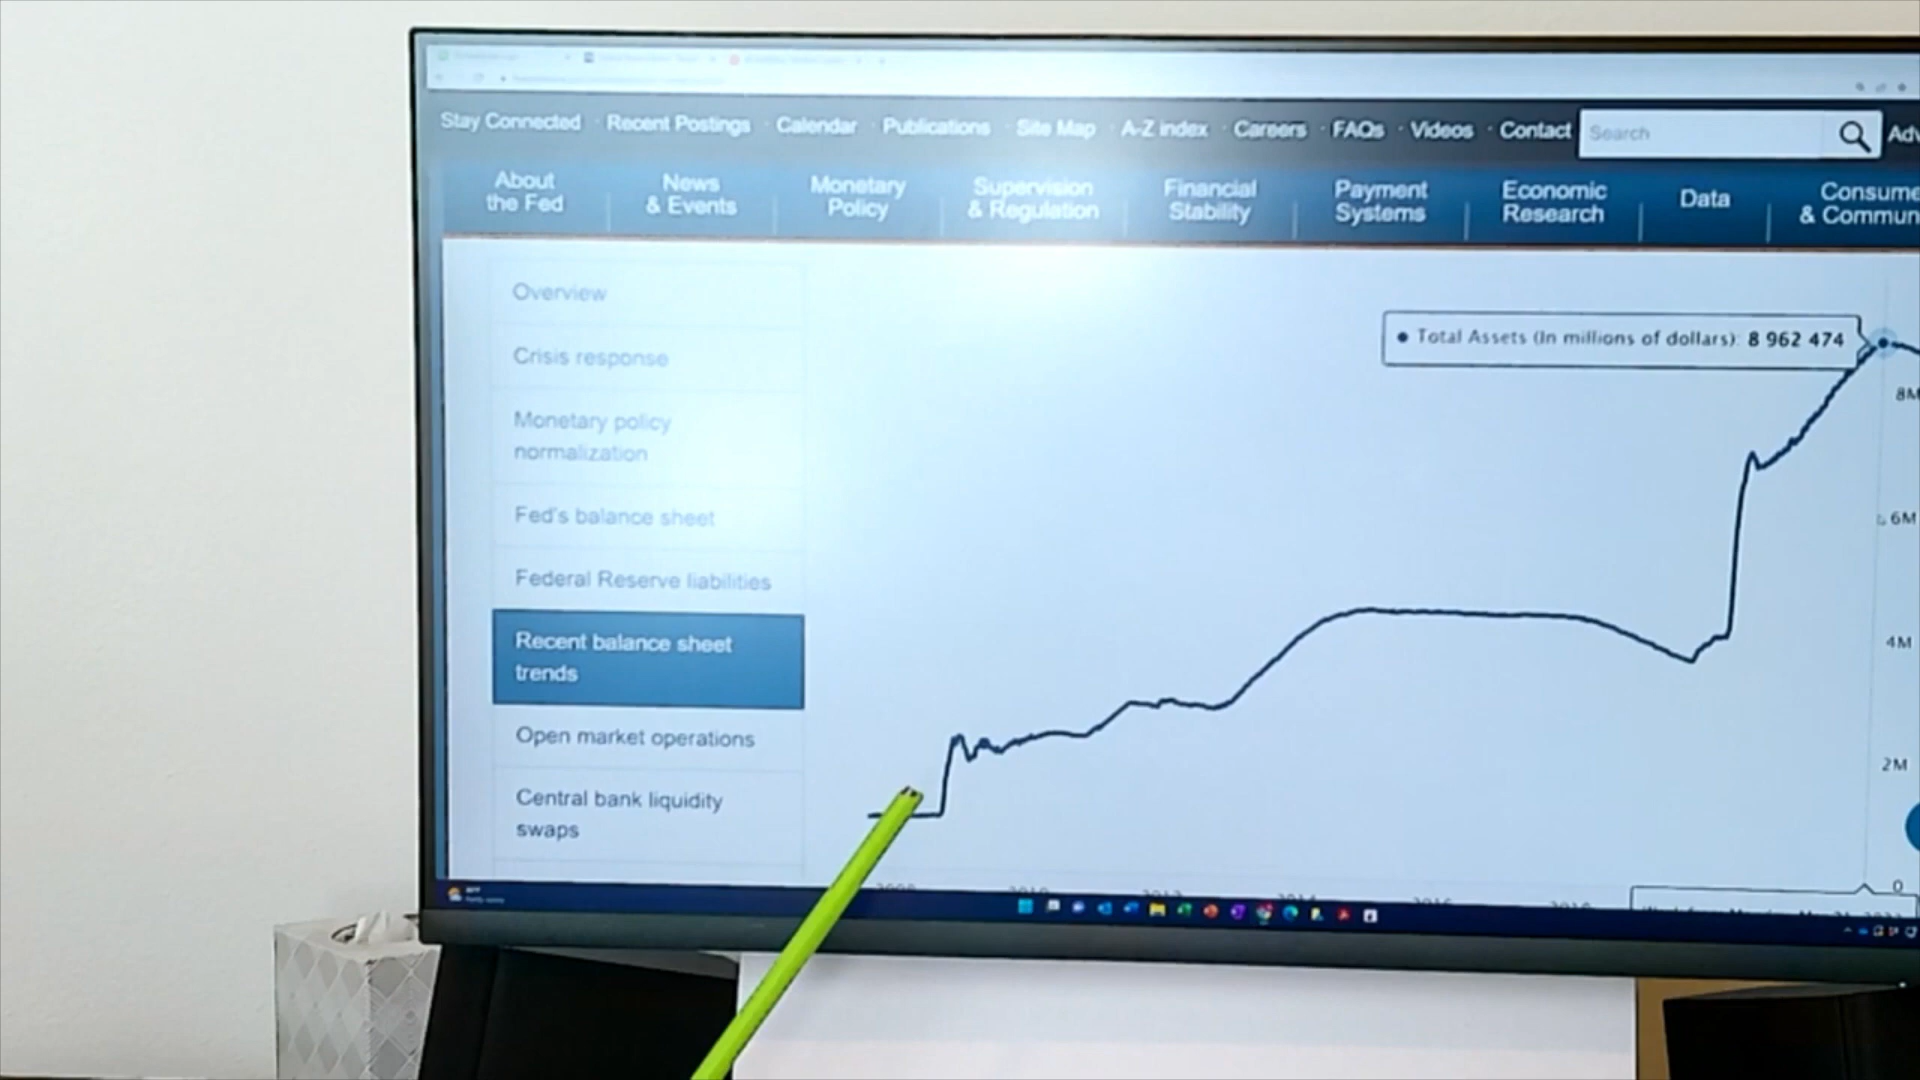 Stay Connected Recent Postings Calendar Publications Site Map A-Z index Careers FAQs Videos Contact Search Adv
About the Fed
News & Events
Monetary Policy
Supervision & Regulation
Financial Stability
Payment Systems
Economic Research
Data
Consume
& Commun
Overview
Crisis response
Monetary policy
normalization
Fed's balance sheet
Federal Reserve liabilities
Recent balance sheet
trends
Open market operations
Central bank liquidity
swaps
Total Assets (In millions of dollars): 8 962 474
8M
6M
4M
2M
0